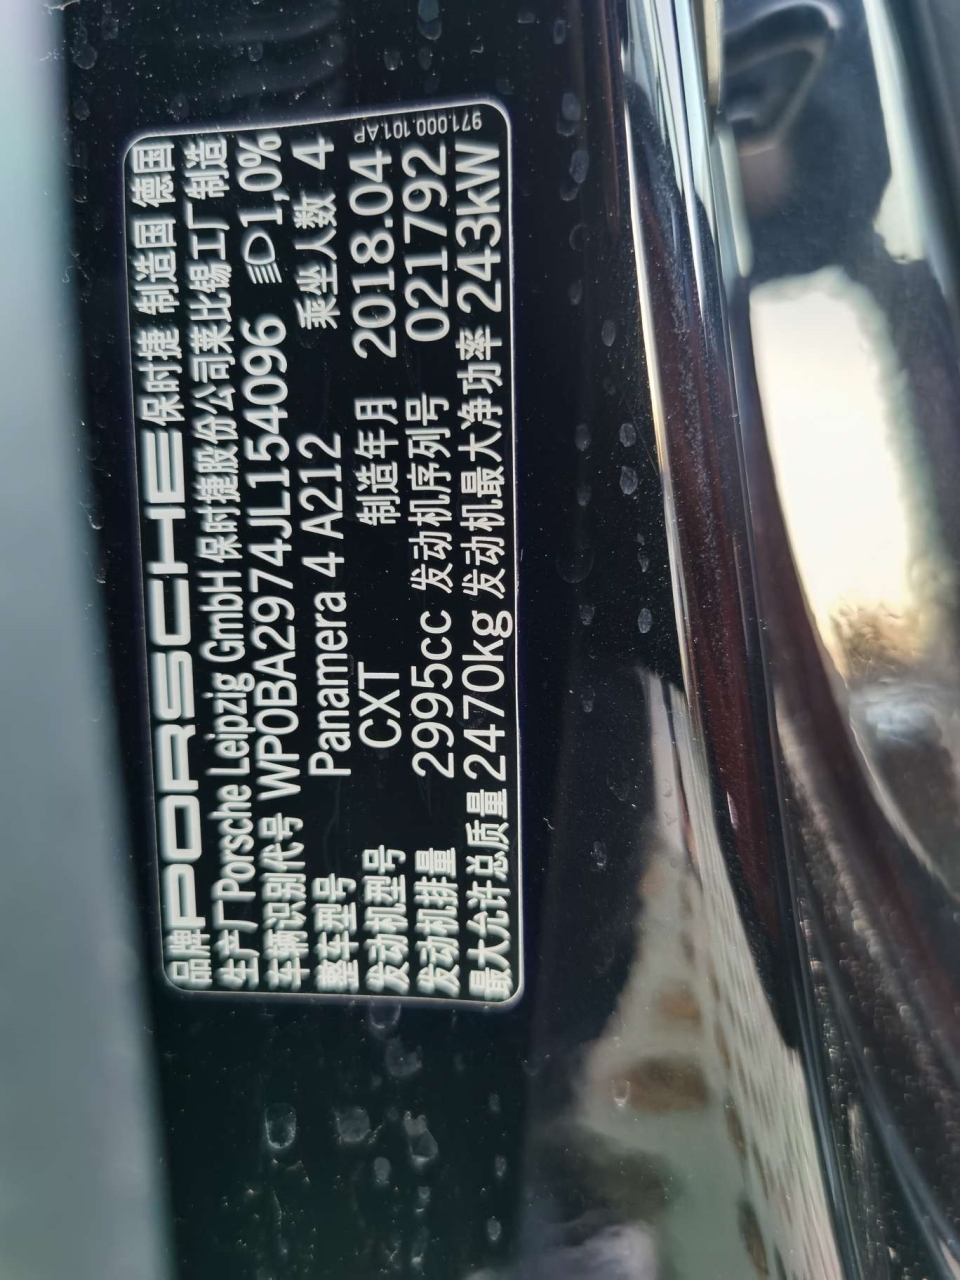 品牌 PORSCHE 保时捷 制造国 德国
生产厂 Porsche Leipzig GmbH 保时捷股份公司莱比锡工厂制造
车辆识别代号 WP0BA2974JL154096 1,0%
整车型号 Panamera 4 A212 乘坐人数 4
发动机型号 CXT 制造年月 2018.04
发动机排量 2995cc 发动机序列号 021792
最大允许总质量 2470kg 发动机最大净功率 243kW
971.000.101.AP